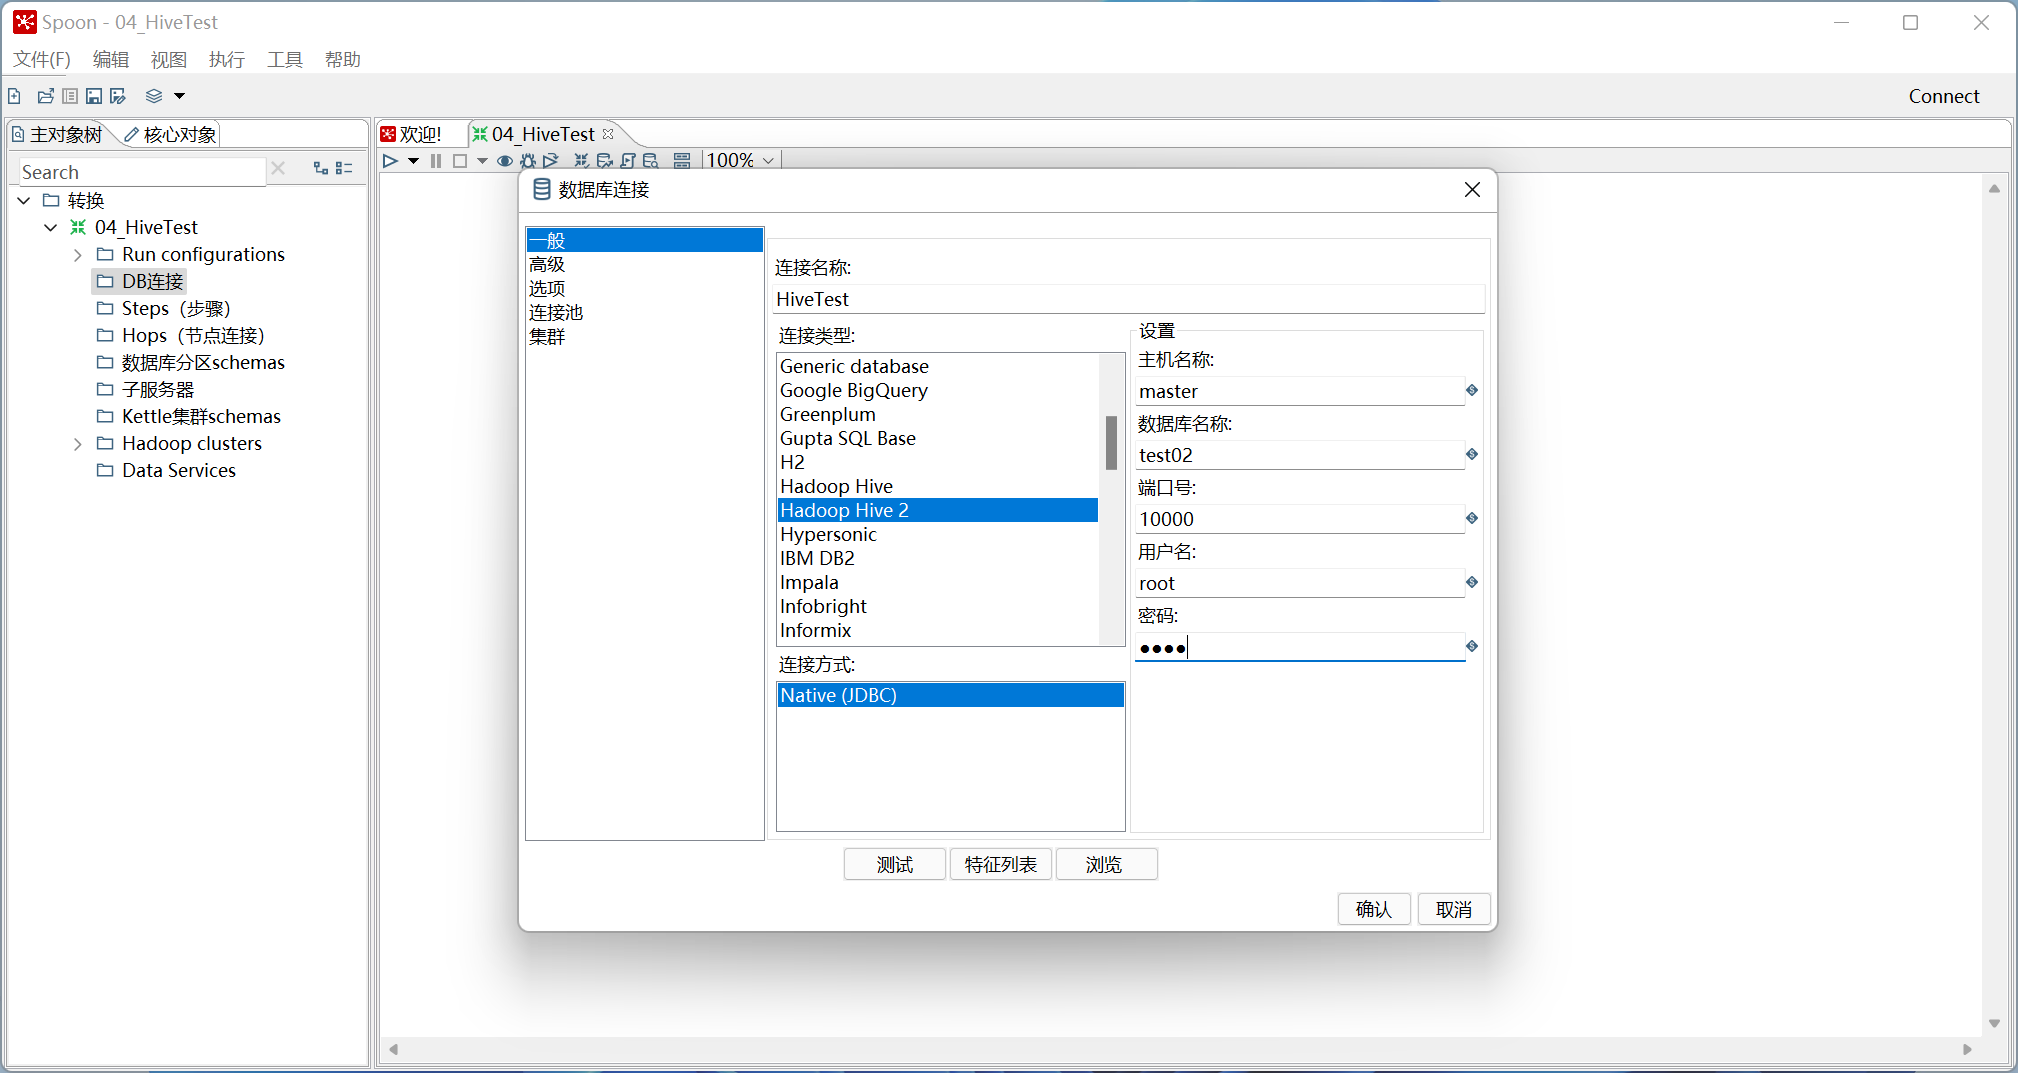 Spoon - 04_HiveTest
文件(F) 编辑 视图 执行 工具 帮助
Connect
主对象树 核心对象
Search
转换
04_HiveTest
Run configurations
DB连接
Steps（步骤）
Hops（节点连接）
数据库分区schemas
子服务器
Kettle集群schemas
Hadoop clusters
Data Services
欢迎! 04_HiveTest
100%
数据库连接
一般
高级
选项
连接池
集群
连接名称:
HiveTest
连接类型:
Generic database
Google BigQuery
Greenplum
Gupta SQL Base
H2
Hadoop Hive
Hadoop Hive 2
Hypersonic
IBM DB2
Impala
Infobright
Informix
连接方式:
Native (JDBC)
设置
主机名称:
master
数据库名称:
test02
端口号:
10000
用户名:
root
密码:
●●●●
测试 特征列表 浏览
确认 取消